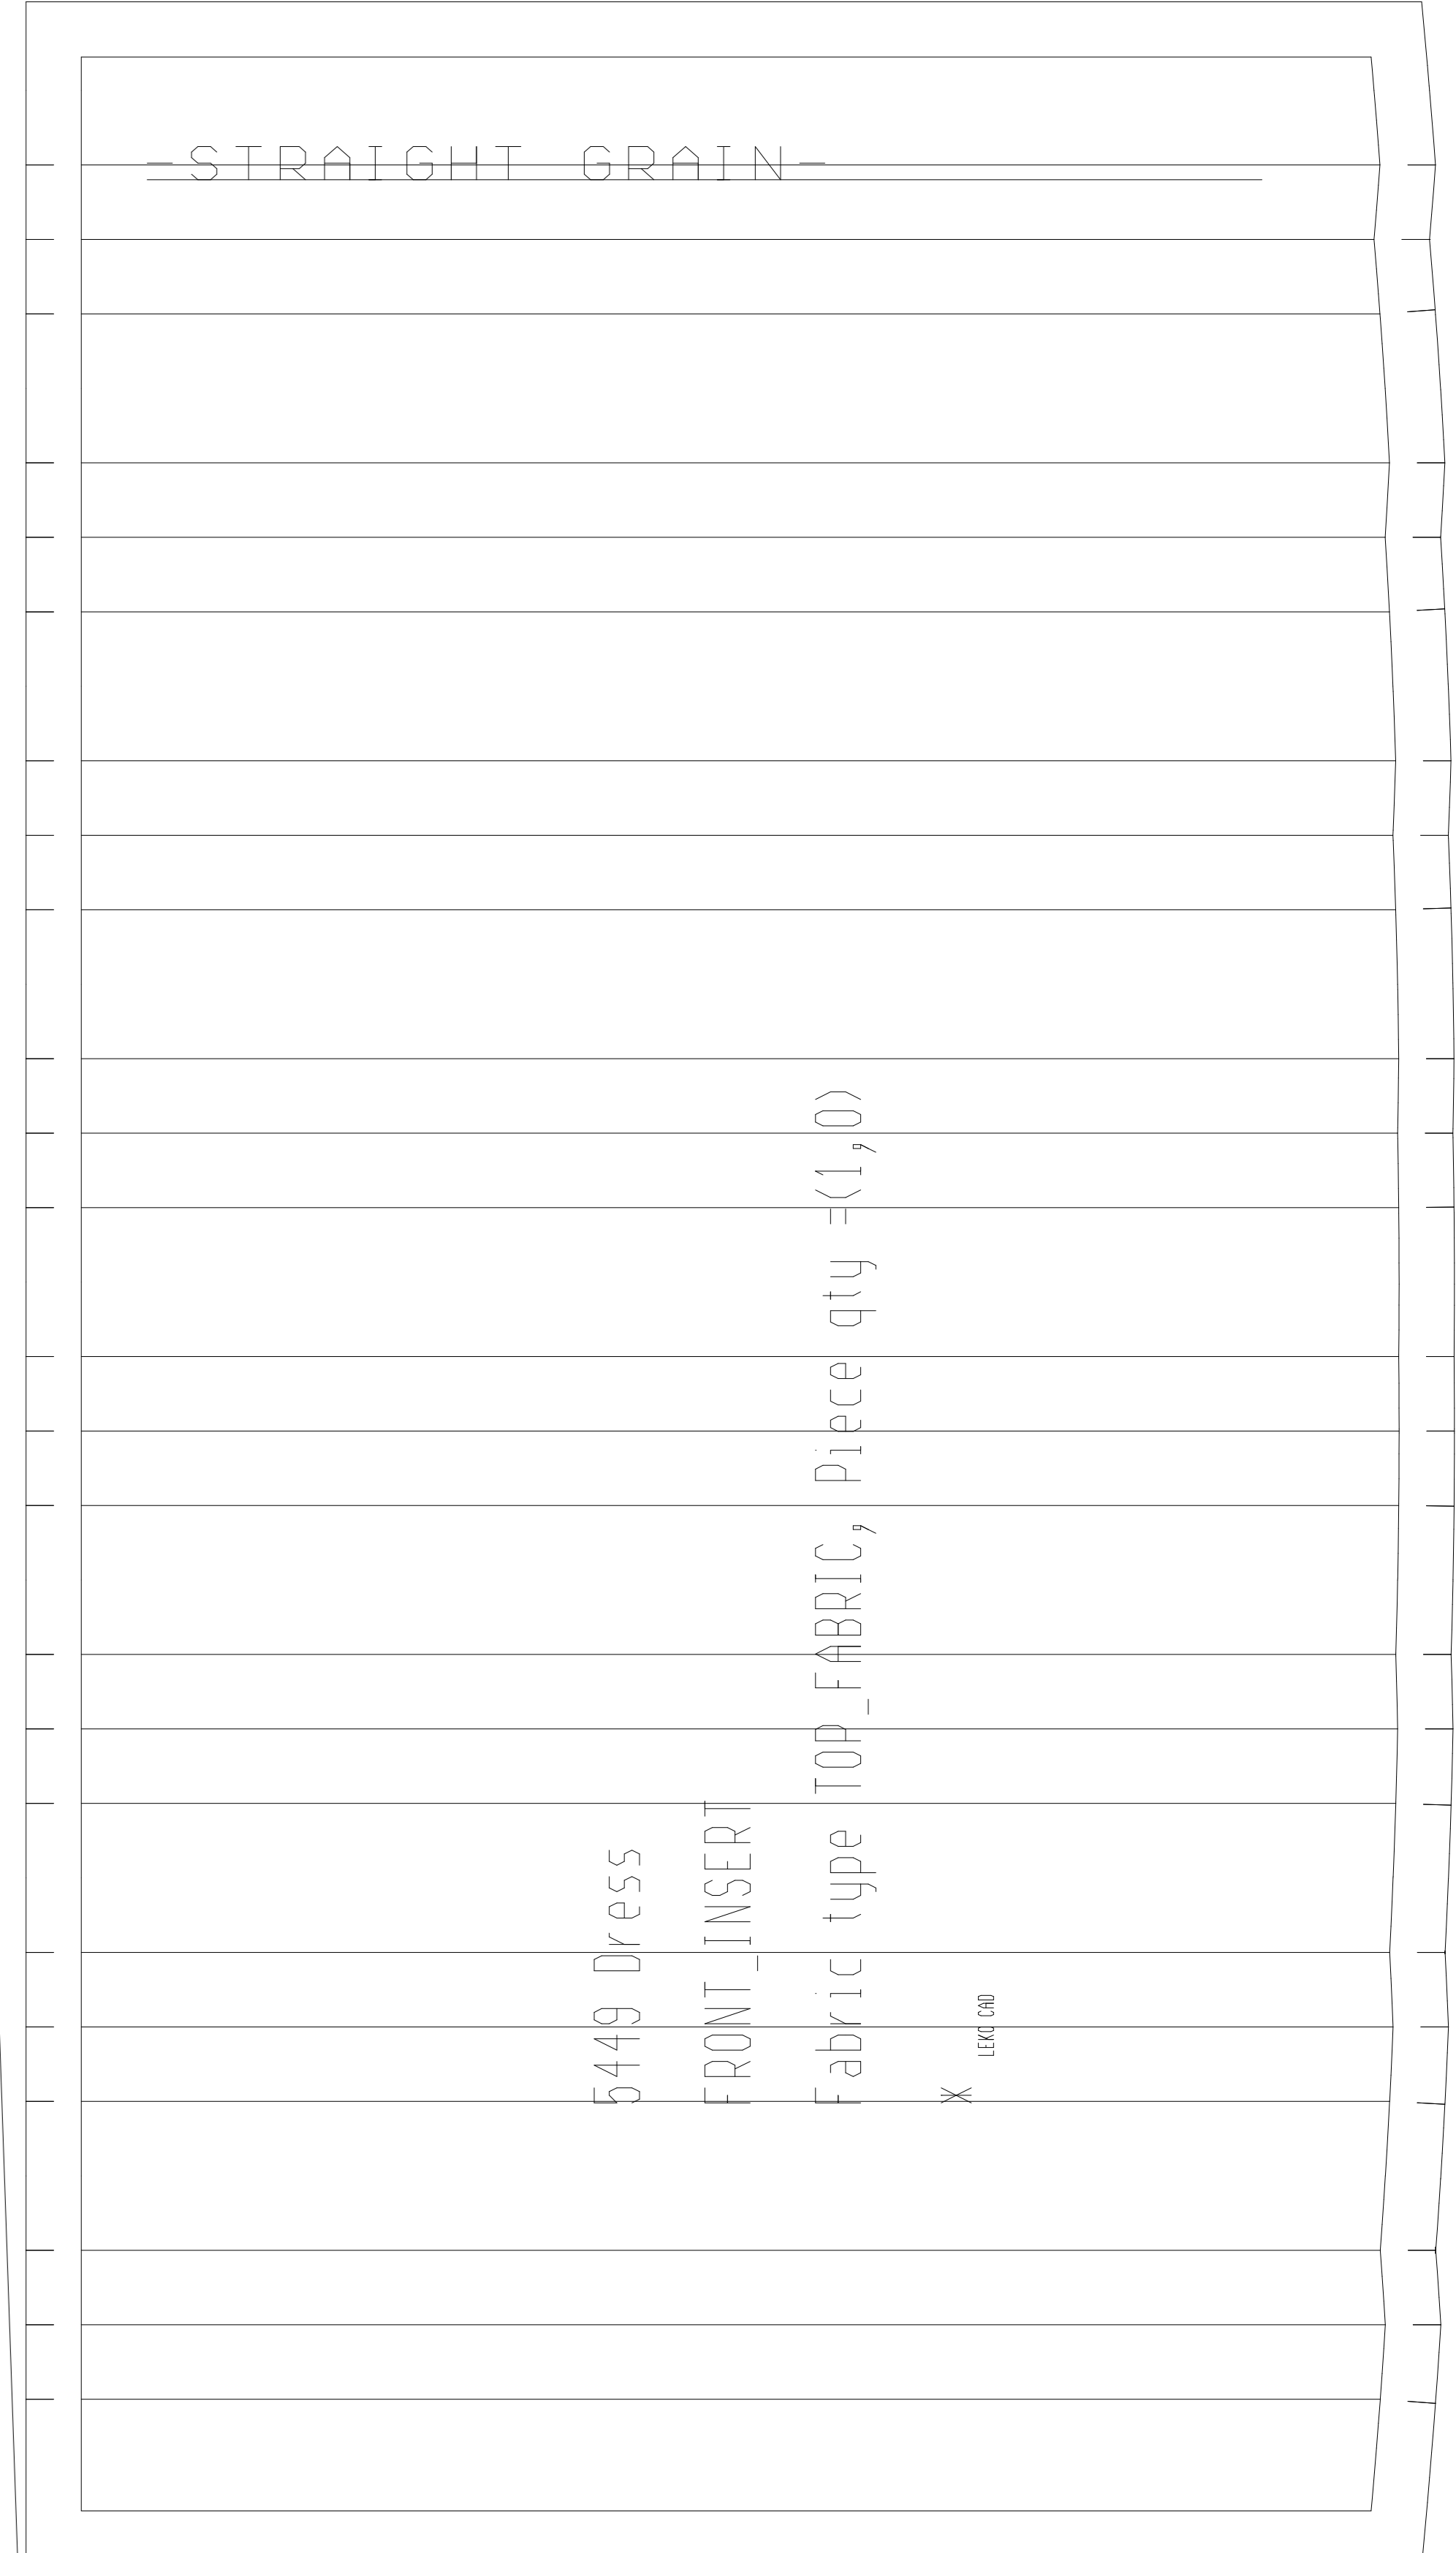 -STRAIGHT GRAIN-
5449 Dress
FRONT_INSERT
Fabric type TOP_FABRIC, Piece qty =(1,0)
*
LEKO CAD